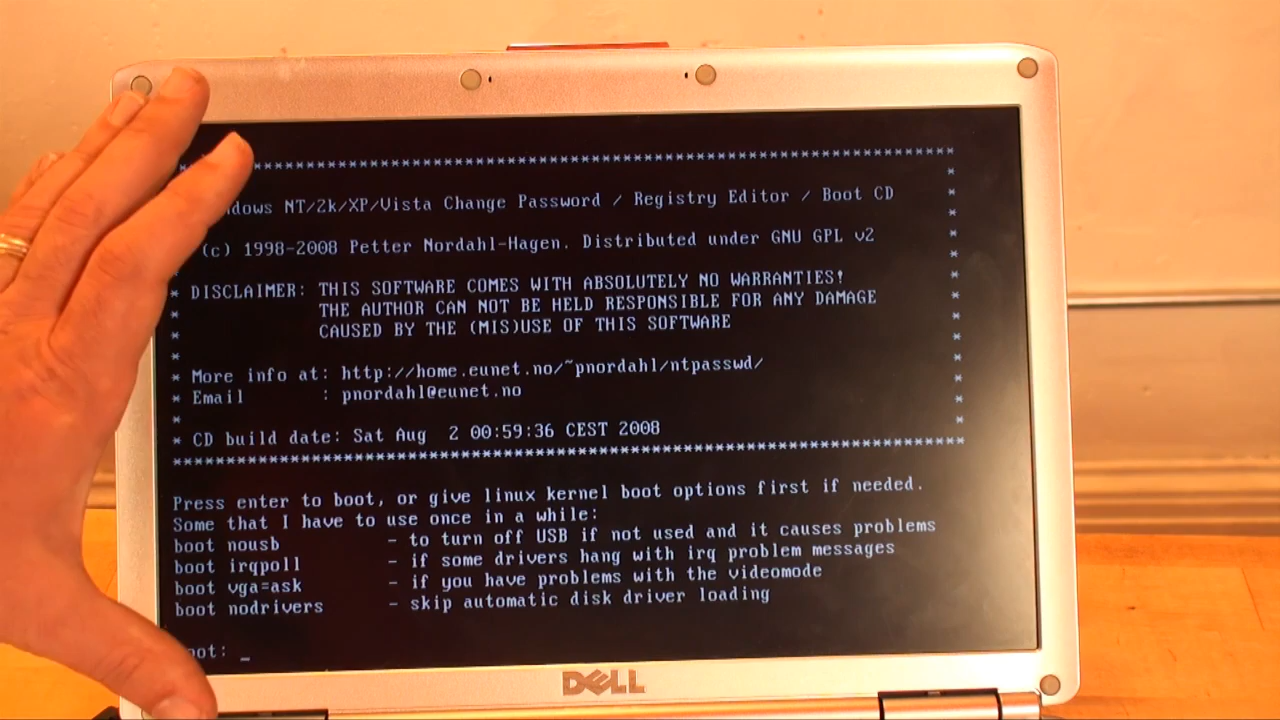 *********************************************************************
dows NT/2k/XP/Vista Change Password / Registry Editor / Boot CD *
(c) 1998-2008 Petter Nordahl-Hagen. Distributed under GNU GPL v2 *
* DISCLAIMER: THIS SOFTWARE COMES WITH ABSOLUTELY NO WARRANTIES! *
* THE AUTHOR CAN NOT BE HELD RESPONSIBLE FOR ANY DAMAGE *
* CAUSED BY THE (MIS)USE OF THIS SOFTWARE *
* More info at: http://home.eunet.no/~pnordahl/ntpasswd/ *
* Email : pnordahl@eunet.no *
* CD build date: Sat Aug 2 00:59:36 CEST 2008 *
*********************************************************************
Press enter to boot, or give linux kernel boot options first if needed.
Some that I have to use once in a while:
boot nousb - to turn off USB if not used and it causes problems
boot irqpoll - if some drivers hang with irq problem messages
boot vga=ask - if you have problems with the videomode
boot nodrivers - skip automatic disk driver loading
oot: _
DELL